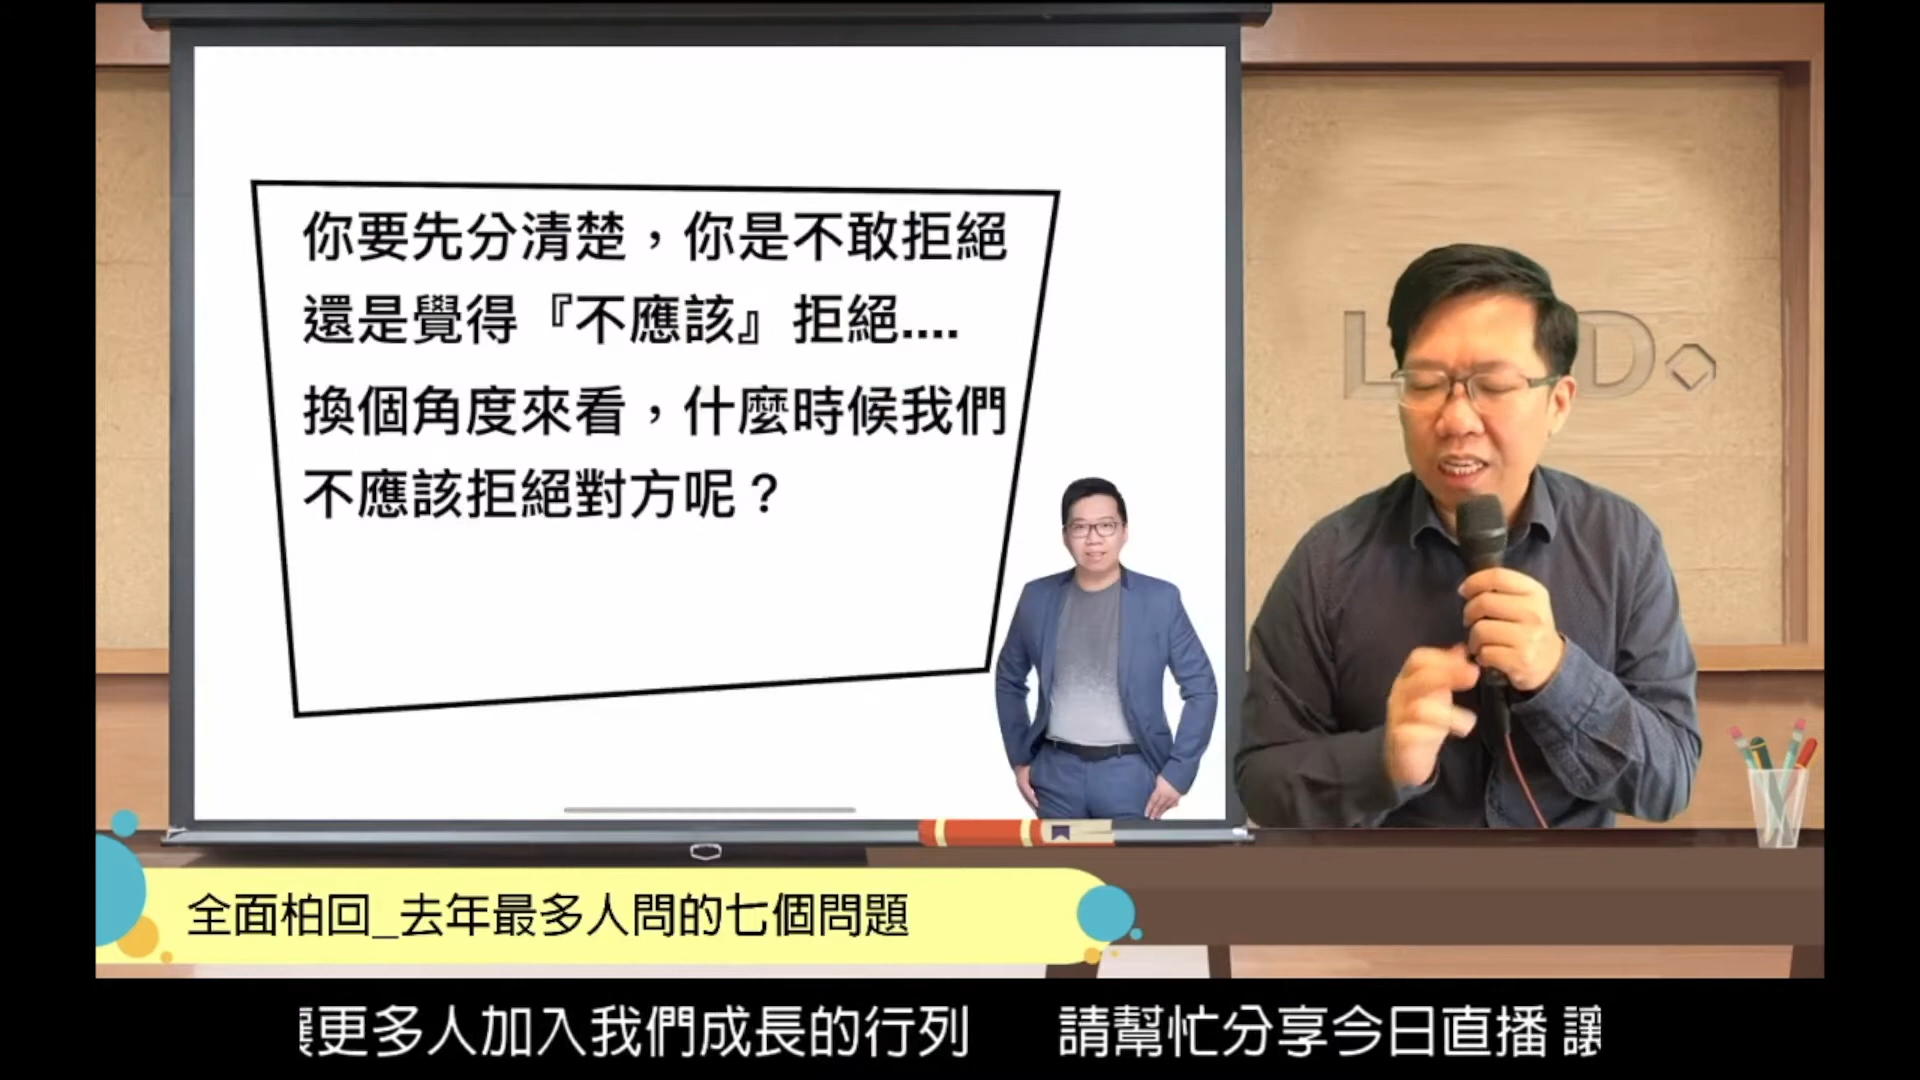 你要先分清楚，你是不敢拒絕
還是覺得『不應該』拒絕....
換個角度來看，什麼時候我們
不應該拒絕對方呢？
全面柏回_去年最多人問的七個問題
讓更多人加入我們成長的行列 請幫忙分享今日直播 讓